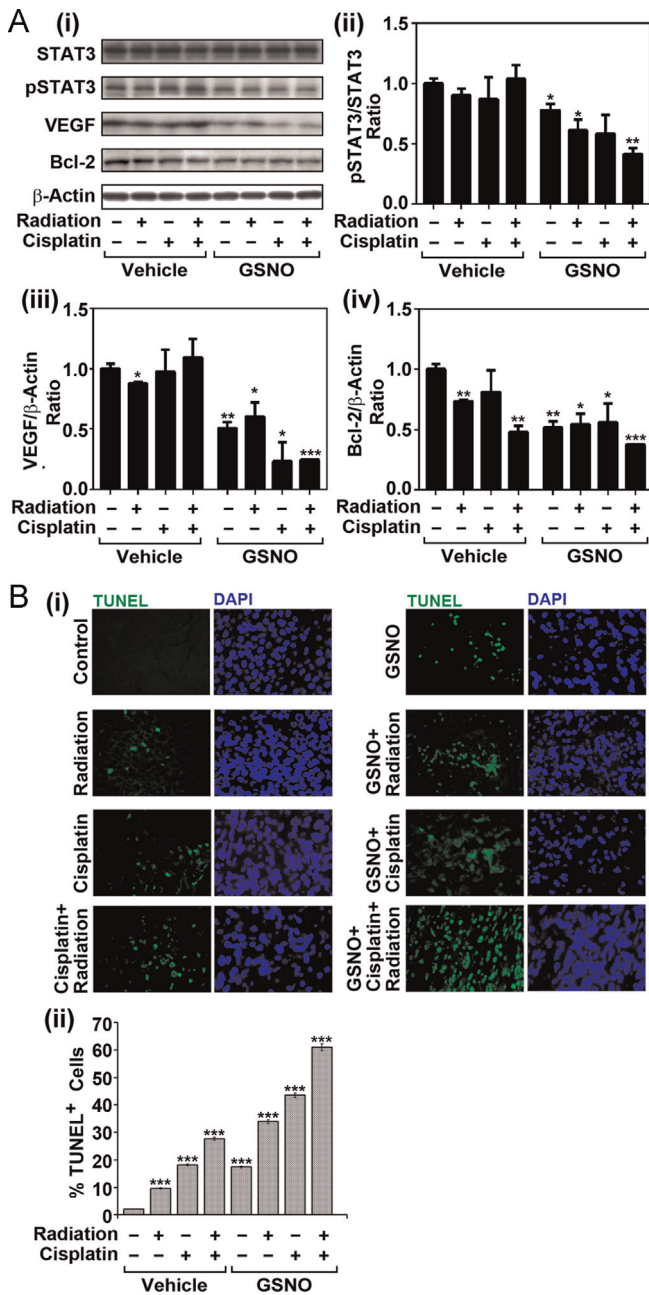 A
(i)
STAT3
pSTAT3
VEGF
Bcl-2
β-Actin
Radiation – + – + – + – +
Cisplatin – – + + – – + +
Vehicle GSNO
(ii)
pSTAT3/STAT3
Ratio
1.5
1.0
0.5
0.0
* * **
Radiation – + – + – + – +
Cisplatin – – + + – – + +
Vehicle GSNO
(iii)
VEGF/β-Actin
Ratio
1.5
1.0
0.5
0.0
* ** * * ***
Radiation – + – + – + – +
Cisplatin – – + + – – + +
Vehicle GSNO
(iv)
Bcl-2/β-Actin
Ratio
1.5
1.0
0.5
0.0
** ** ** * * ***
Radiation – + – + – + – +
Cisplatin – – + + – – + +
Vehicle GSNO
B
(i)
TUNEL DAPI
Control
Radiation
Cisplatin
Cisplatin+
Radiation
TUNEL DAPI
GSNO
GSNO+
Radiation
GSNO+
Cisplatin
GSNO+
Cisplatin+
Radiation
(ii)
% TUNEL+ Cells
70
60
50
40
30
20
10
0
*** *** *** *** *** *** ***
Radiation – + – + – + – +
Cisplatin – – + + – – + +
Vehicle GSNO